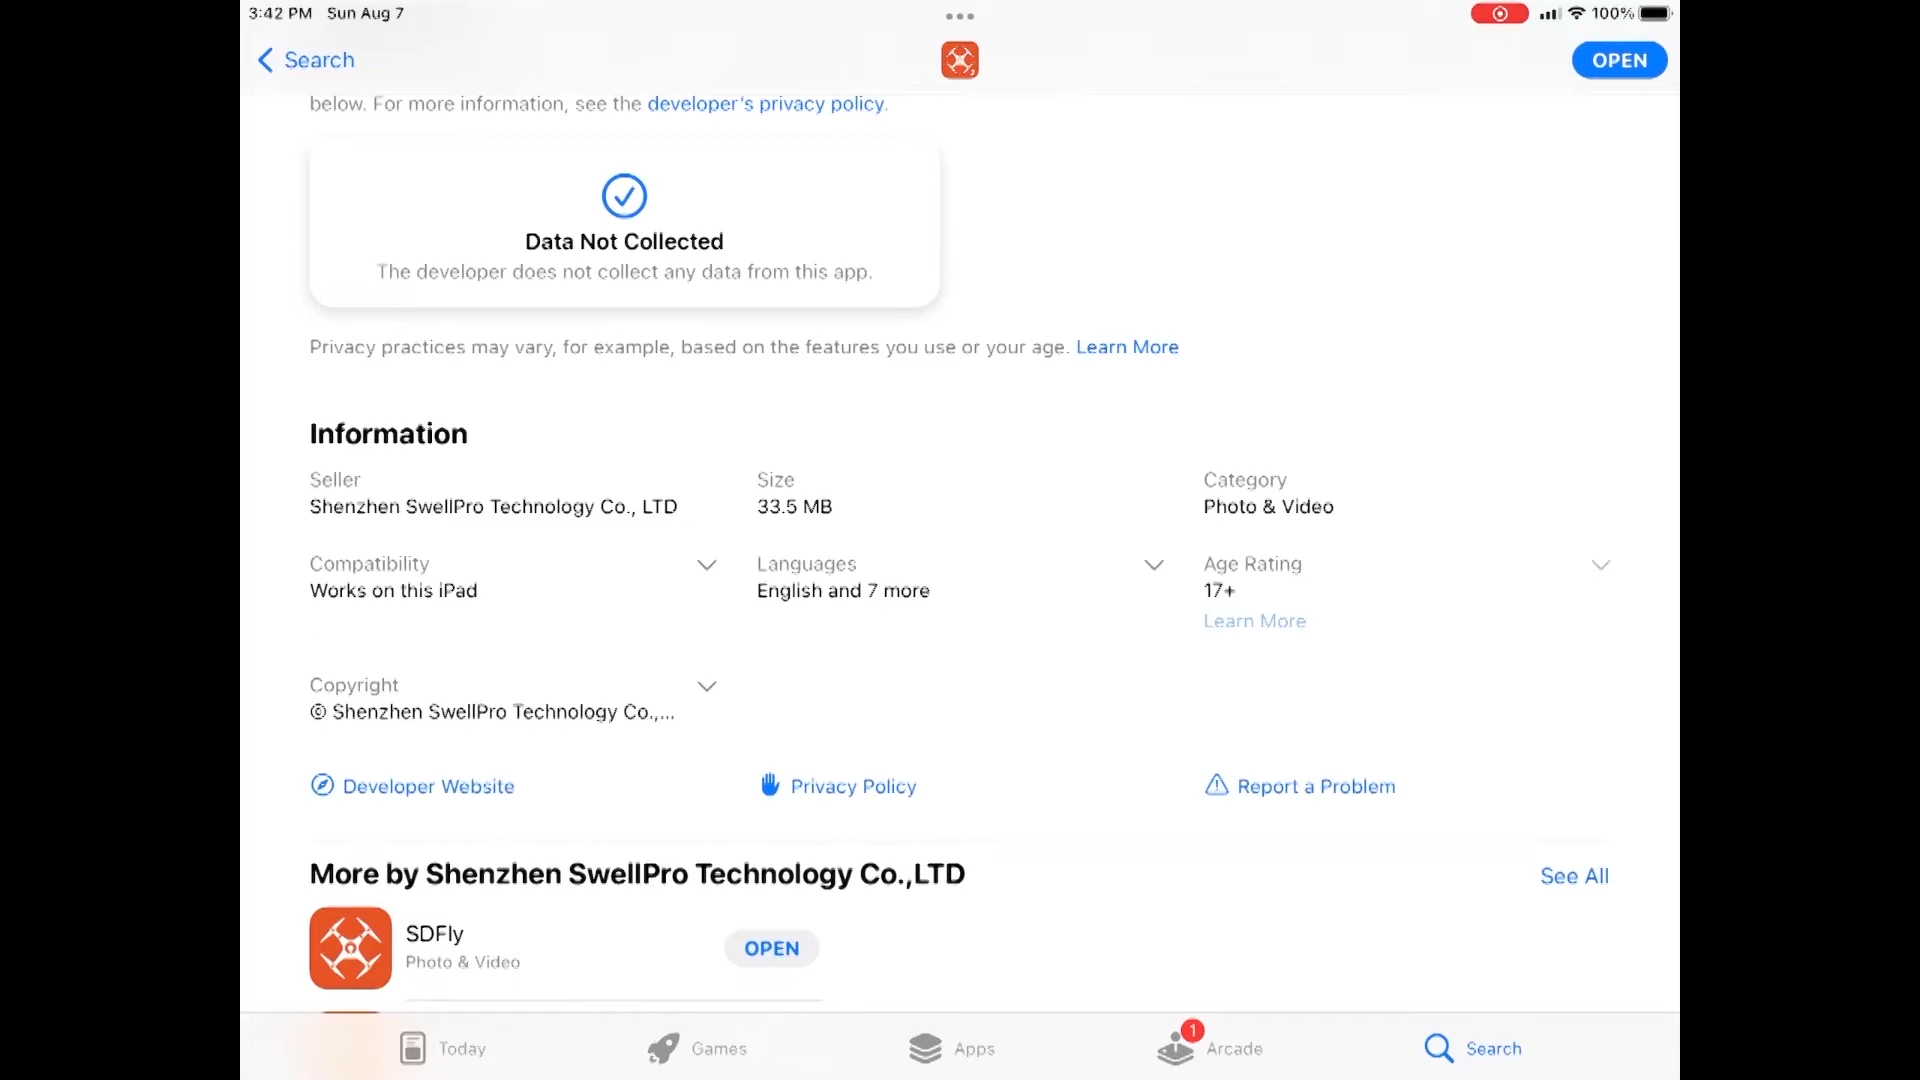 3:42 PM Sun Aug 7
100%
Search
OPEN
below. For more information, see the developer's privacy policy.
Data Not Collected
The developer does not collect any data from this app.
Privacy practices may vary, for example, based on the features you use or your age. Learn More
Information
Seller
Shenzhen SwellPro Technology Co., LTD
Size
33.5 MB
Category
Photo & Video
Compatibility
Works on this iPad
Languages
English and 7 more
Age Rating
17+
Learn More
Copyright
© Shenzhen SwellPro Technology Co.,...
Developer Website
Privacy Policy
Report a Problem
More by Shenzhen SwellPro Technology Co.,LTD
See All
SDFly
Photo & Video
OPEN
Today
Games
Apps
1
Arcade
Search